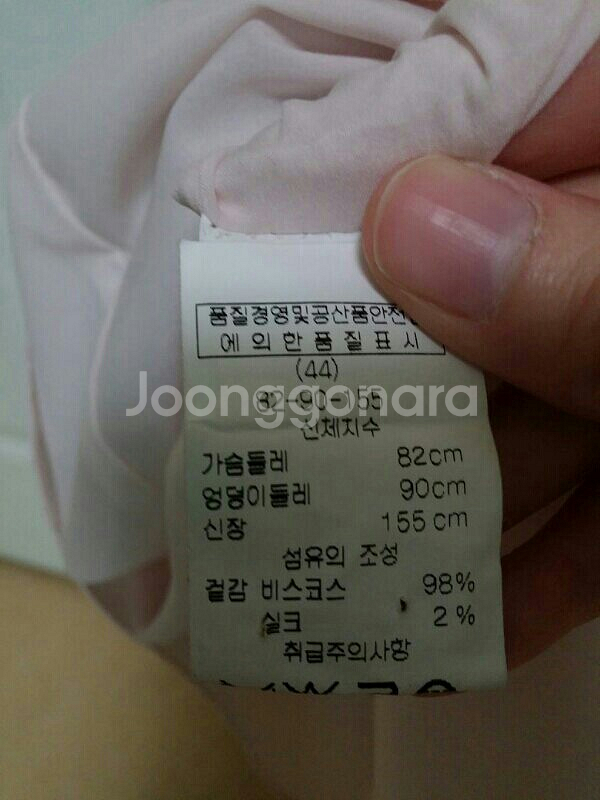 품질경영및공산품안전
에 의 한 품 질 표 시
(44)
82-90-155
Joonggonara
신체치수
가슴둘레 82cm
엉덩이둘레 90cm
신장 155cm
섬유의 조성
겉감 비스코스 98%
실크 2%
취급주의사항